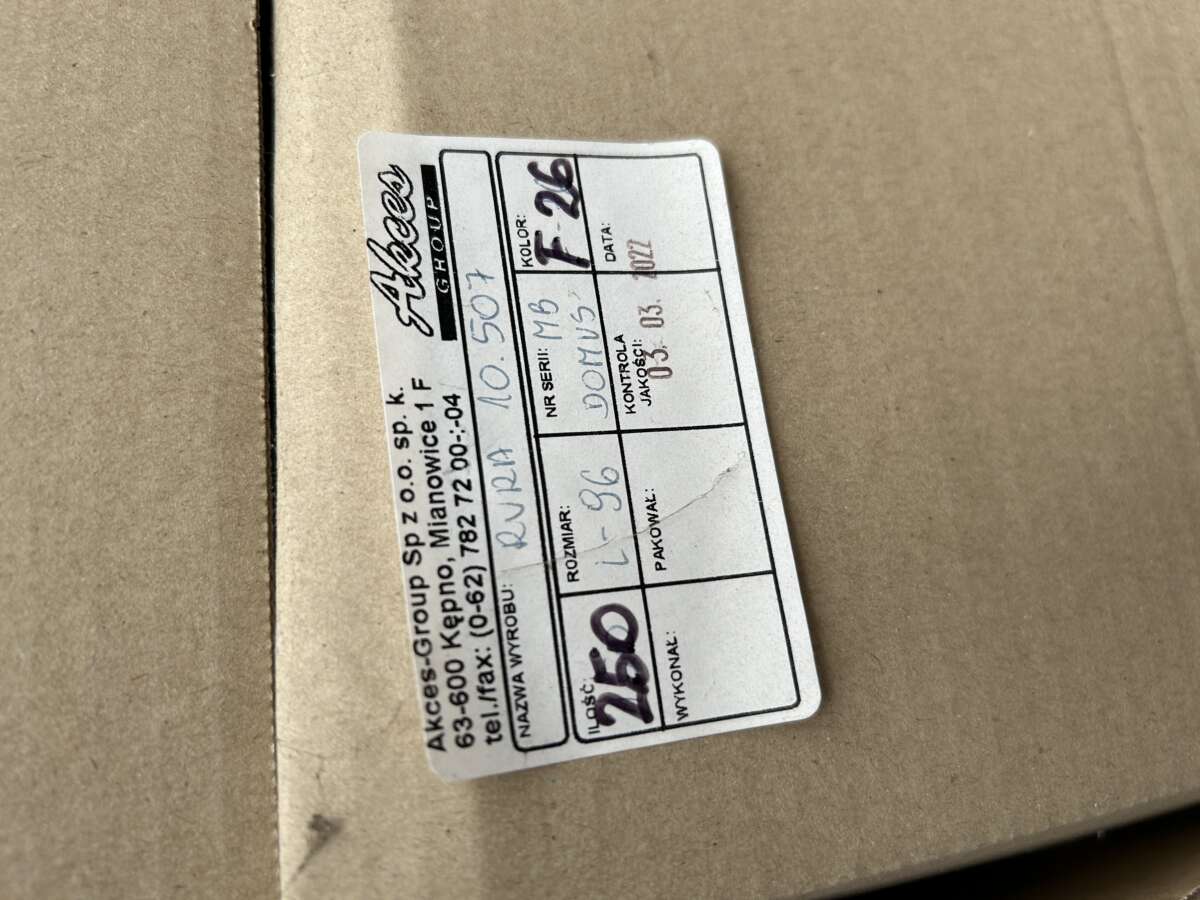 Akces-Group Sp z o.o. sp. k.
63-600 Kępno, Mianowice 1 F
tel./fax: (0-62) 782 72 00-:-04
Akces
GROUP
NAZWA WYROBU: RURA 10.507
ILOŚĆ: 250
ROZMIAR: L-96
NR SERII: MB DOMUS
KOLOR: F-26
WYKONAŁ:
PAKOWAŁ:
KONTROLA JAKOŚCI:
DATA:
03. 03. 2022